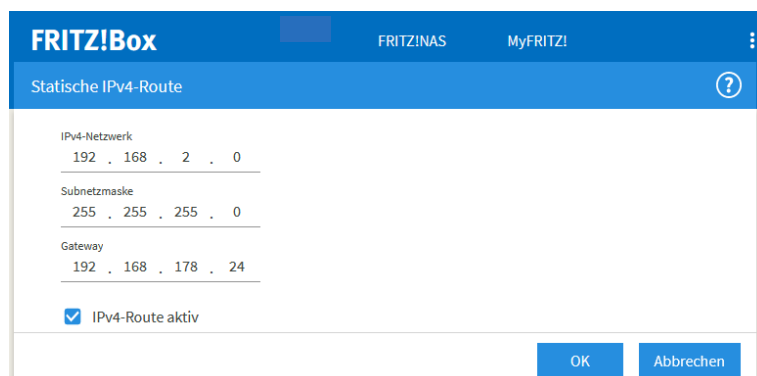 FRITZ!Box FRITZ!NAS MyFRITZ!
Statische IPv4-Route ?
IPv4-Netzwerk
192 . 168 . 2 . 0
Subnetzmaske
255 . 255 . 255 . 0
Gateway
192 . 168 . 178 . 24
IPv4-Route aktiv
OK Abbrechen